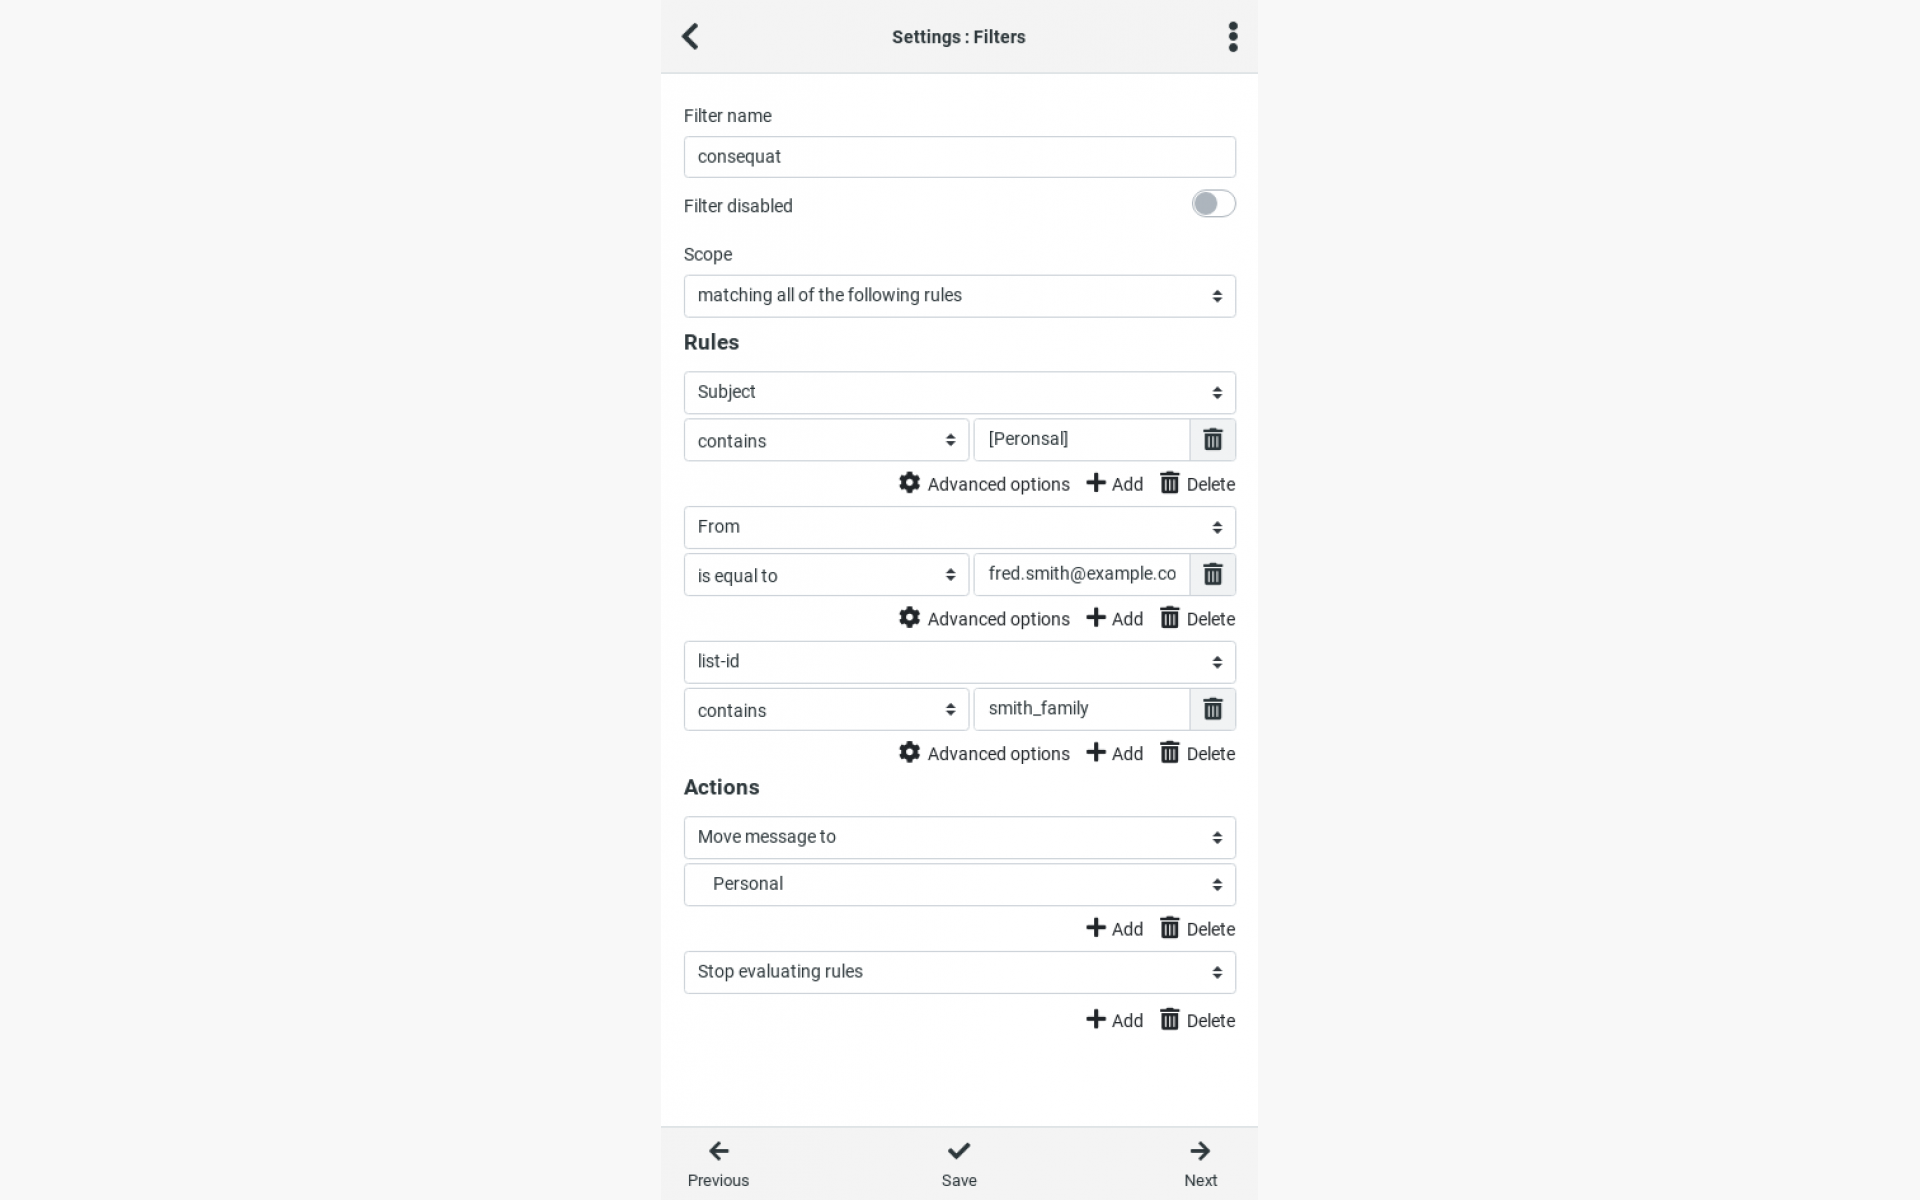 Settings : Filters
Filter name
consequat
Filter disabled
Scope
matching all of the following rules
Rules
Subject
contains [Peronsal]
Advanced options Add Delete
From
is equal to fred.smith@example.co
Advanced options Add Delete
list-id
contains smith_family
Advanced options Add Delete
Actions
Move message to
Personal
Add Delete
Stop evaluating rules
Add Delete
Previous Save Next